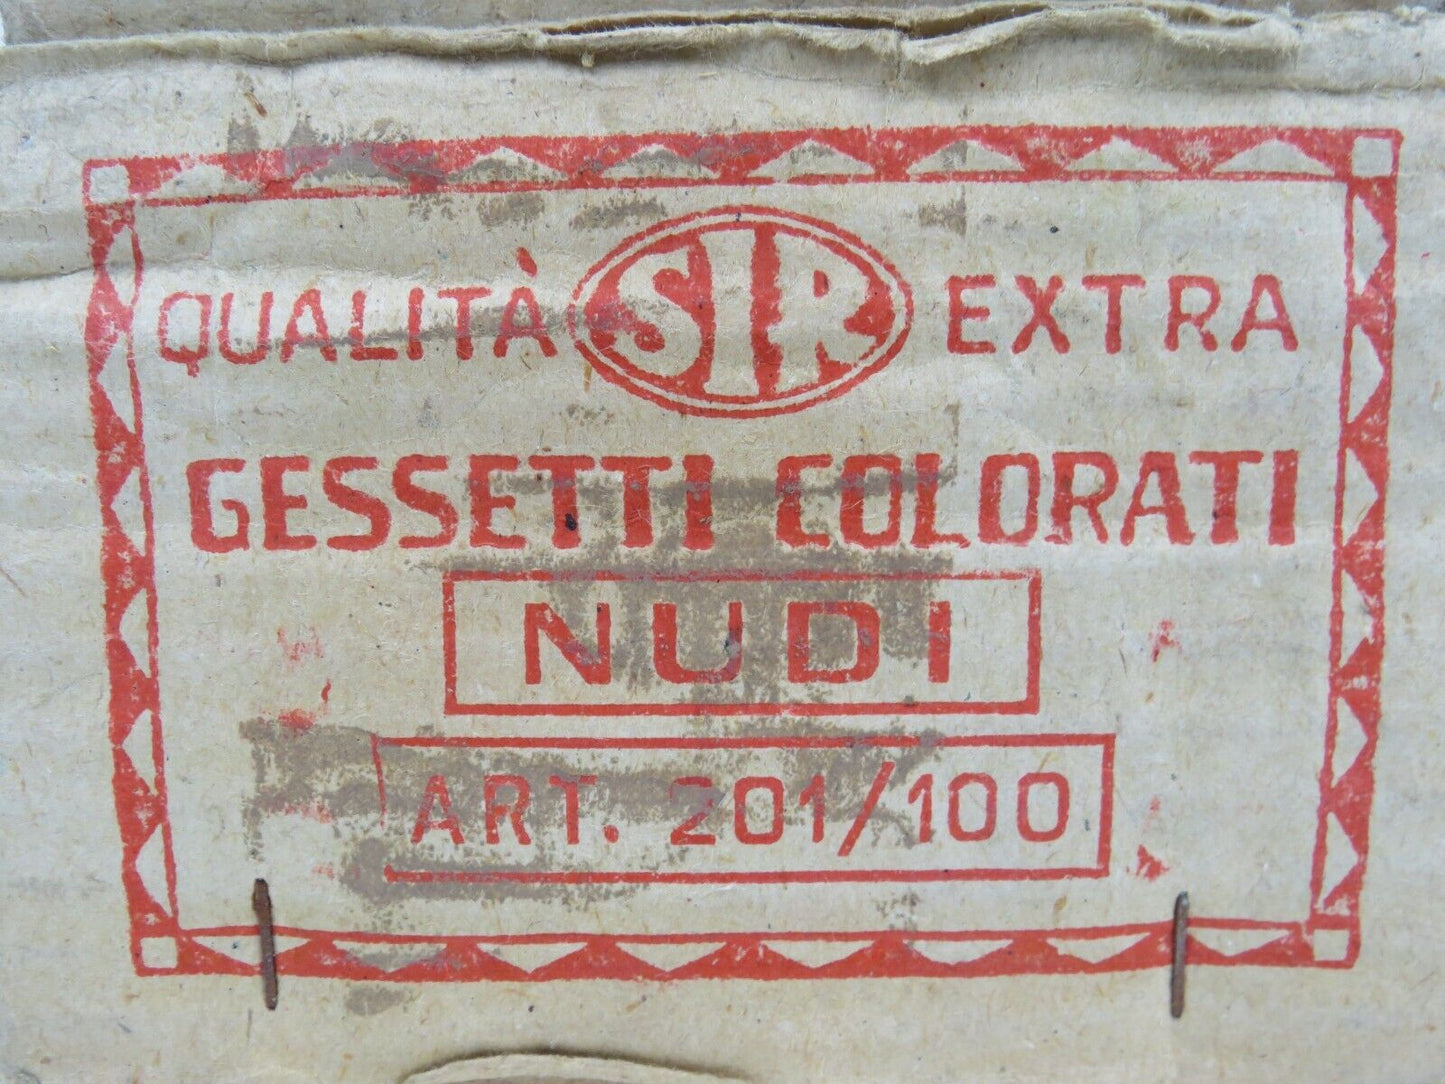 QUALITÀ SIR EXTRA
GESSETTI COLORATI
NUDI
ART. 201/100